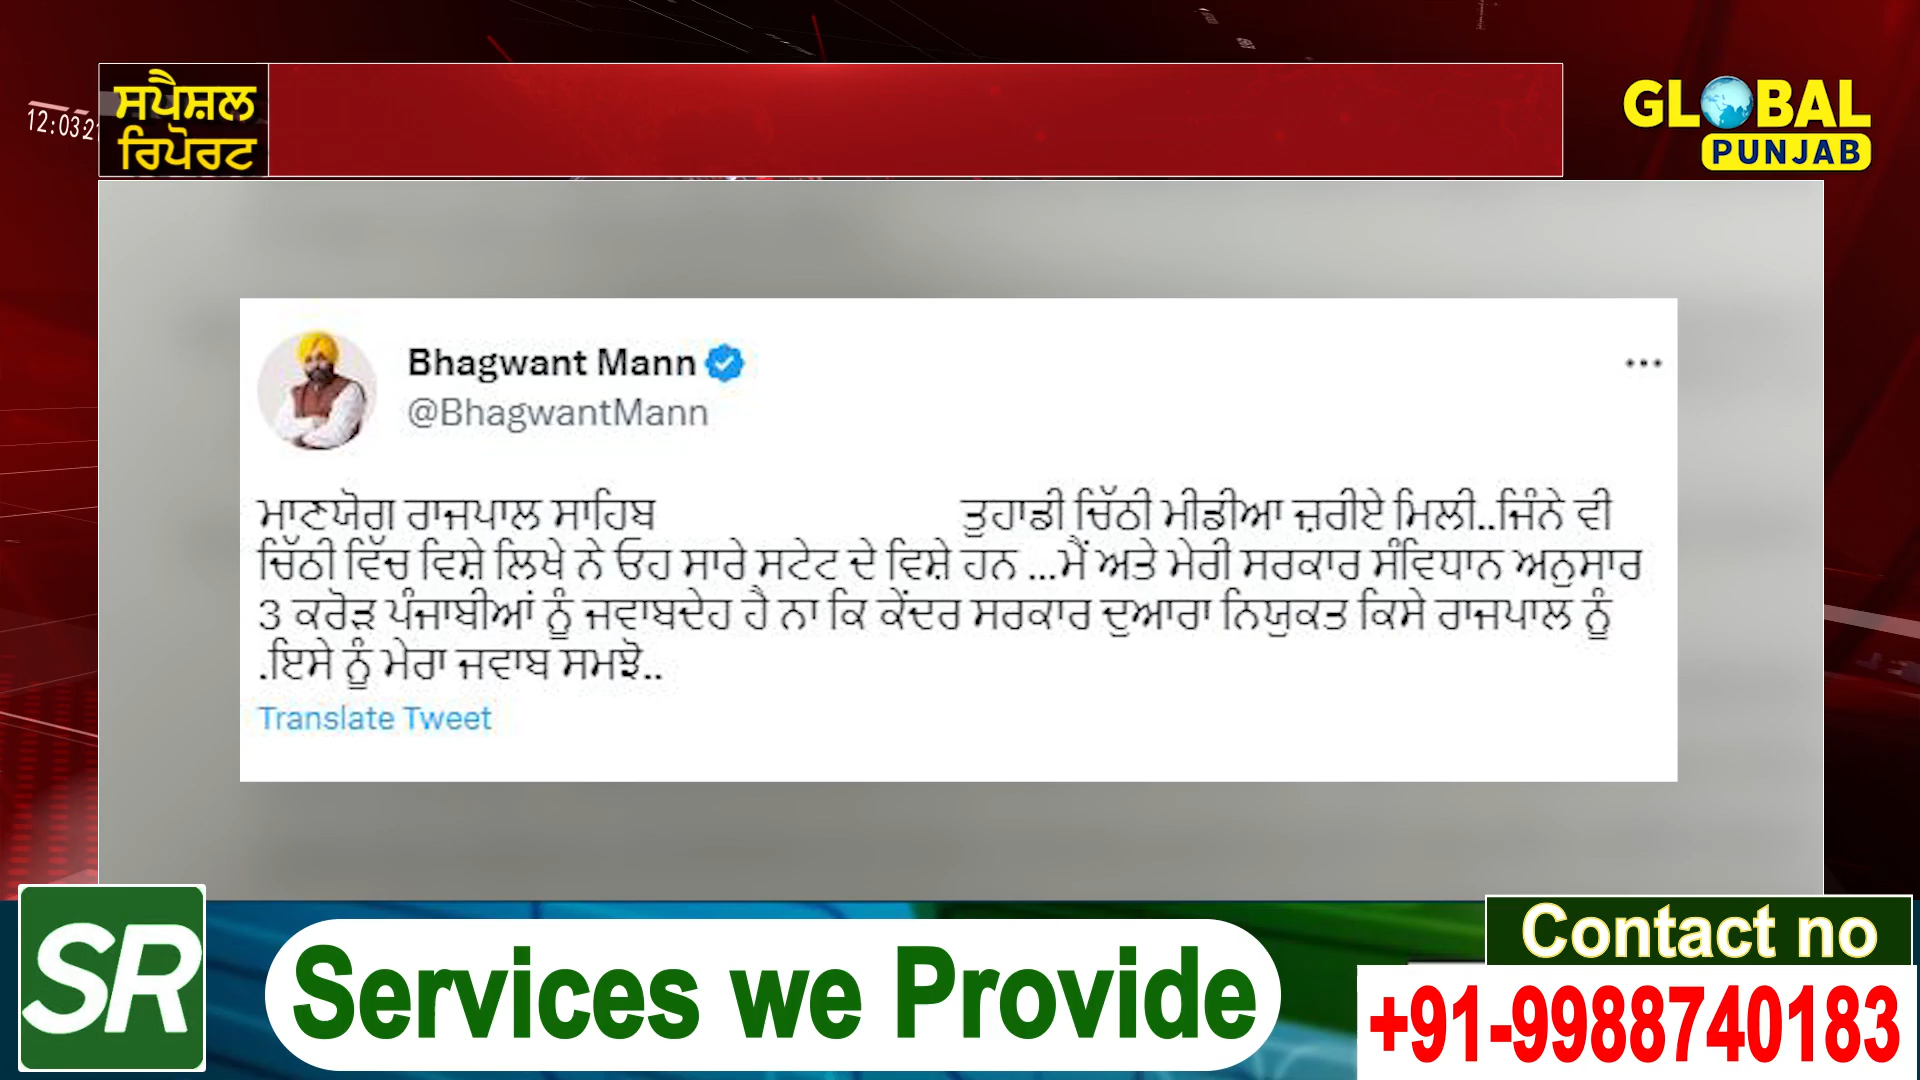 ਸਪੈਸ਼ਲ
ਰਿਪੋਰਟ
12:03:2
GLOBAL
PUNJAB
Bhagwant Mann
@BhagwantMann
ਮਾਣਯੋਗ ਰਾਜਪਾਲ ਸਾਹਿਬ ਤੁਹਾਡੀ ਚਿੱਠੀ ਮੀਡੀਆ ਜ਼ਰੀਏ ਮਿਲੀ..ਜਿੰਨੇ ਵੀ
ਚਿੱਠੀ ਵਿੱਚ ਵਿਸ਼ੇ ਲਿਖੇ ਨੇ ਓਹ ਸਾਰੇ ਸਟੇਟ ਦੇ ਵਿਸ਼ੇ ਹਨ ...ਮੈਂ ਅਤੇ ਮੇਰੀ ਸਰਕਾਰ ਸੰਵਿਧਾਨ ਅਨੁਸਾਰ
3 ਕਰੋੜ ਪੰਜਾਬੀਆਂ ਨੂੰ ਜਵਾਬਦੇਹ ਹੈ ਨਾ ਕਿ ਕੇਂਦਰ ਸਰਕਾਰ ਦੁਆਰਾ ਨਿਯੁਕਤ ਕਿਸੇ ਰਾਜਪਾਲ ਨੂੰ
.ਇਸੇ ਨੂੰ ਮੇਰਾ ਜਵਾਬ ਸਮਝੋ..
Translate Tweet
SR
Services we Provide
Contact no
+91-9988740183